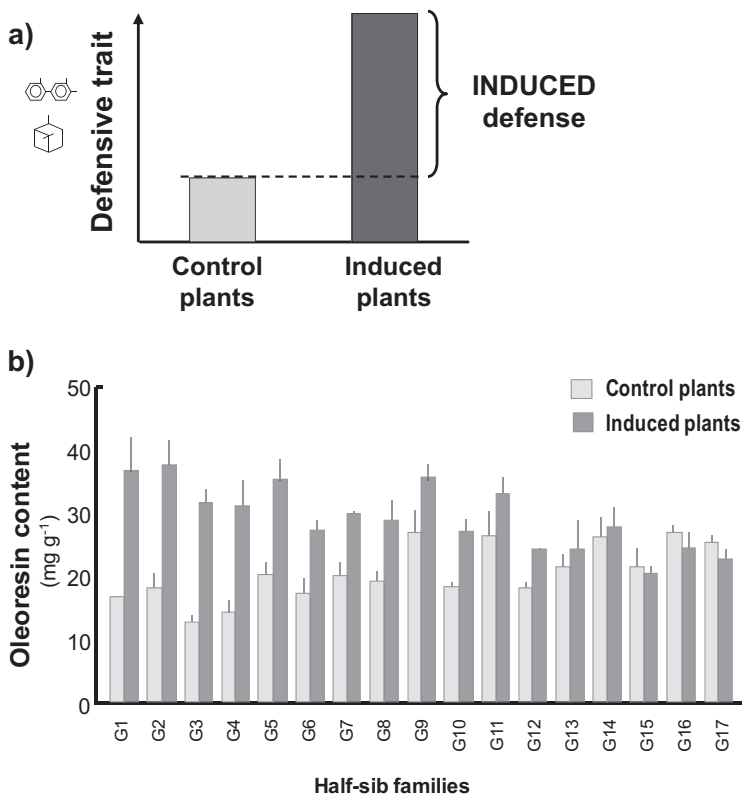 a)
Defensive trait
INDUCED
defense
Control
plants
Induced
plants
b)
Oleoresin content
(mg g-1)
50
40
30
20
10
0
Control plants
Induced plants
G1 G2 G3 G4 G5 G6 G7 G8 G9 G10 G11 G12 G13 G14 G15 G16 G17
Half-sib families